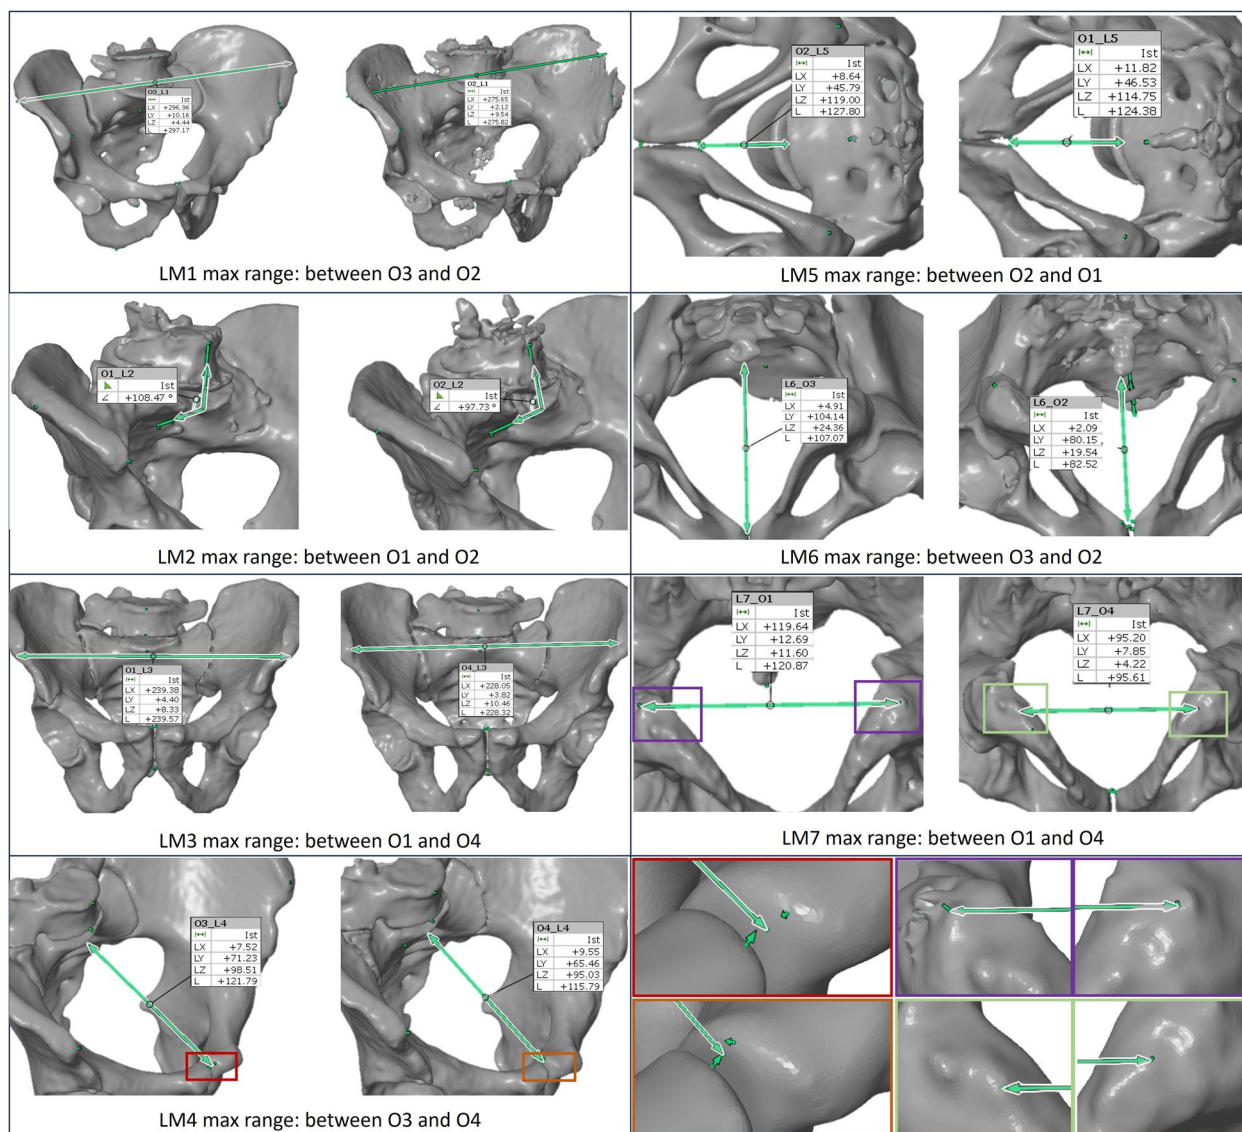 O3_L1
Ist
LX +296.96
LY +10.16
LZ +4.44
L +297.17
O2_L1
Ist
LX +275.65
LY +2.12
LZ +9.54
L +275.82
LM1 max range: between O3 and O2
O2_L5
Ist
LX +8.64
LY +45.79
LZ +119.00
L +127.80
O1_L5
Ist
LX +11.82
LY +46.53
LZ +114.75
L +124.38
LM5 max range: between O2 and O1
O1_L2
Ist
∠ +108.47 °
O2_L2
Ist
∠ +97.73 °
LM2 max range: between O1 and O2
L6_O3
Ist
LX +4.91
LY +104.14
LZ +24.36
L +107.07
L6_O2
Ist
LX +2.09
LY +80.15
LZ +19.54
L +82.52
LM6 max range: between O3 and O2
O1_L3
Ist
LX +239.38
LY +4.40
LZ +8.33
L +239.57
O4_L3
Ist
LX +228.05
LY +3.82
LZ +10.46
L +228.32
LM3 max range: between O1 and O4
L7_O1
Ist
LX +119.64
LY +12.69
LZ +11.60
L +120.87
L7_O4
Ist
LX +95.20
LY +7.85
LZ +4.22
L +95.61
LM7 max range: between O1 and O4
O3_L4
Ist
LX +7.52
LY +71.23
LZ +98.51
L +121.79
O4_L4
Ist
LX +9.55
LY +65.46
LZ +95.03
L +115.79
LM4 max range: between O3 and O4